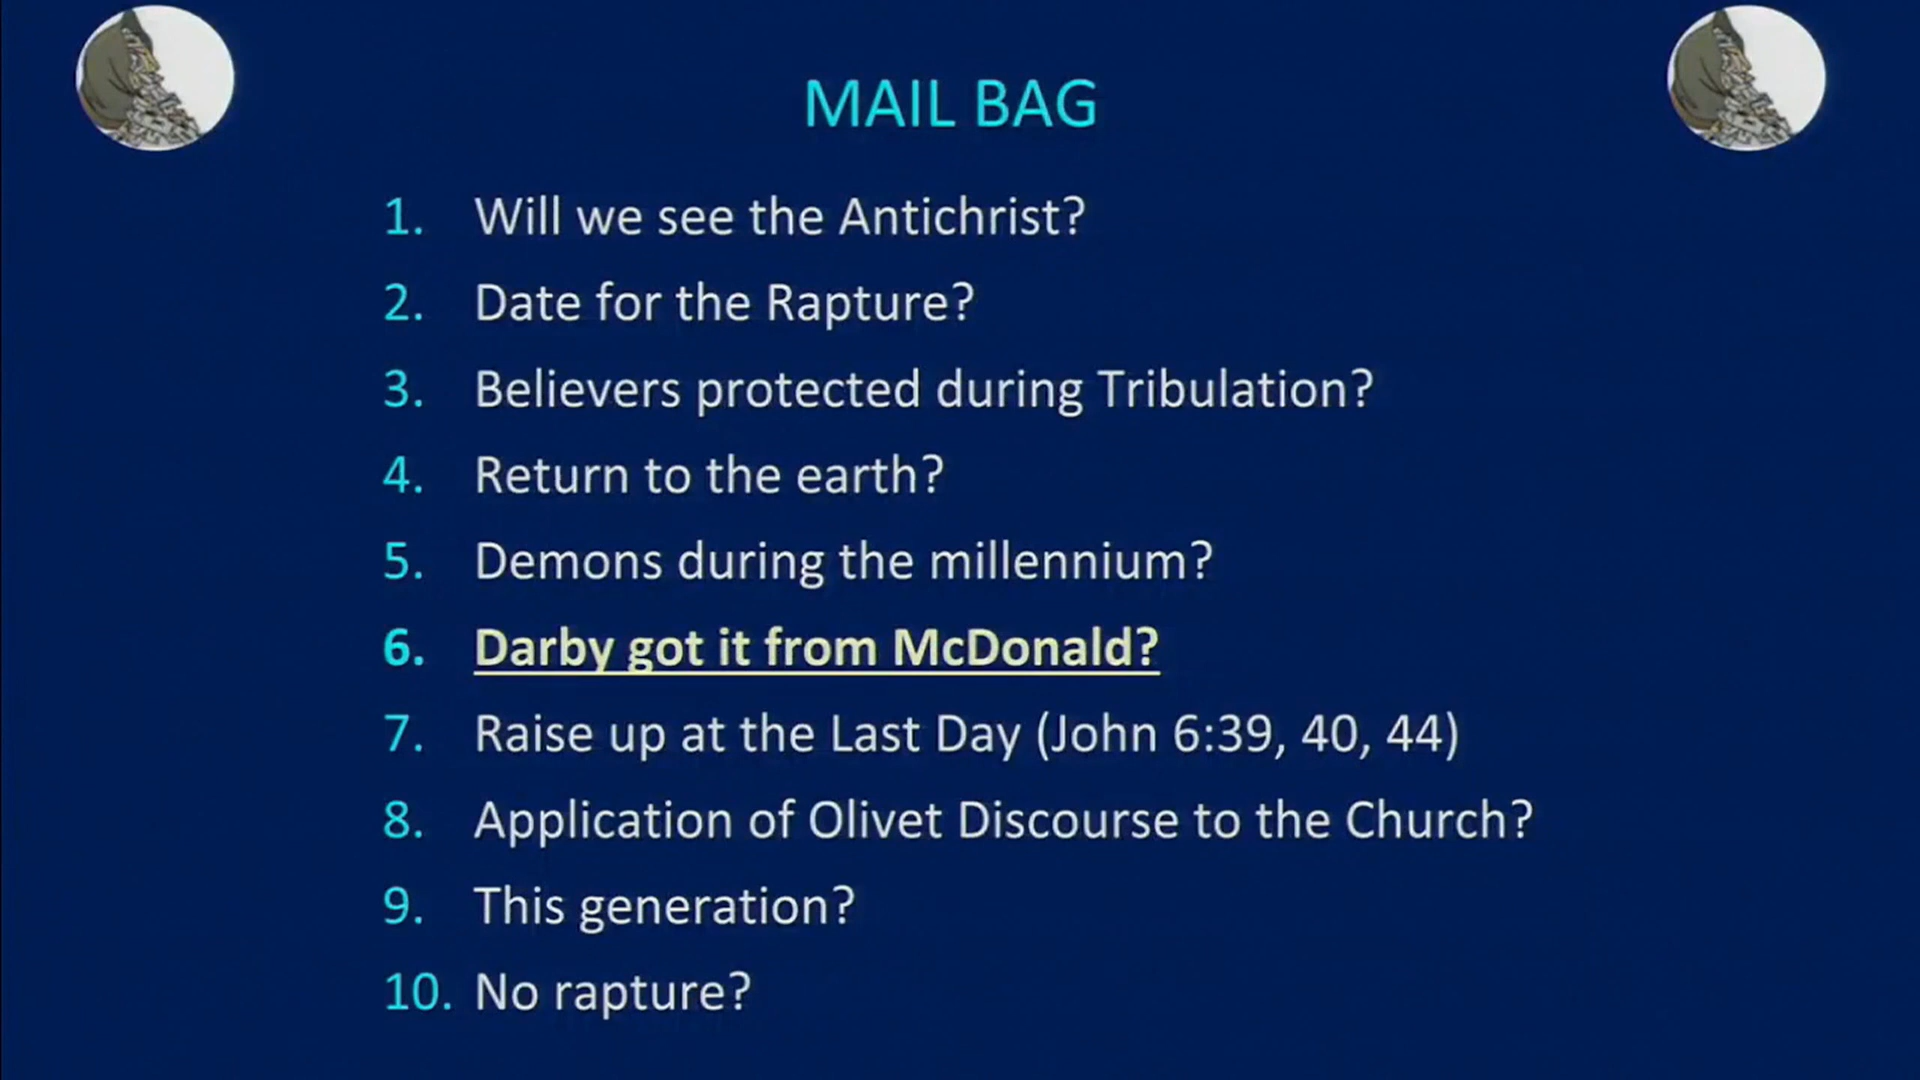 MAIL BAG
1. Will we see the Antichrist?
2. Date for the Rapture?
3. Believers protected during Tribulation?
4. Return to the earth?
5. Demons during the millennium?
6. Darby got it from McDonald?
7. Raise up at the Last Day (John 6:39, 40, 44)
8. Application of Olivet Discourse to the Church?
9. This generation?
10. No rapture?